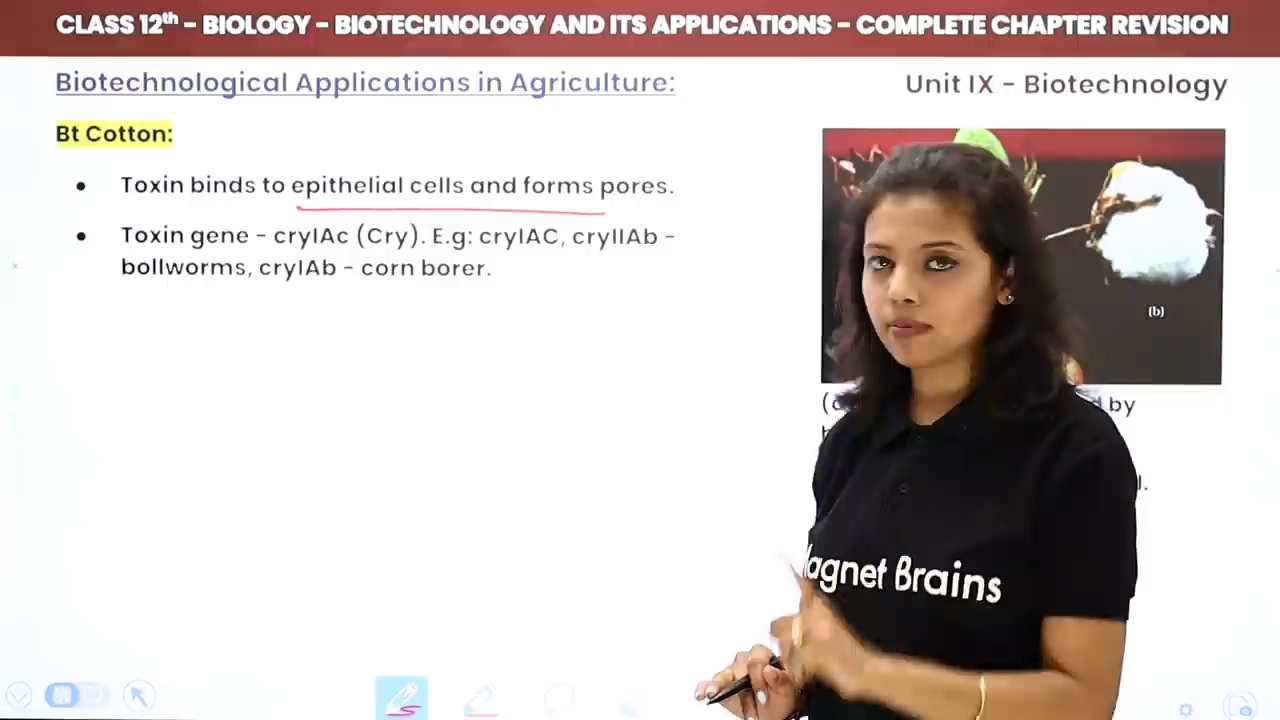 CLASS 12th – BIOLOGY – BIOTECHNOLOGY AND ITS APPLICATIONS – COMPLETE CHAPTER REVISION
Biotechnological Applications in Agriculture:
Unit IX – Biotechnology
Bt Cotton:
• Toxin binds to epithelial cells and forms pores.
• Toxin gene – cryIAc (Cry). E.g: cryIAC, cryIIAb –
bollworms, cryIAb – corn borer.
(b)
by
Brains